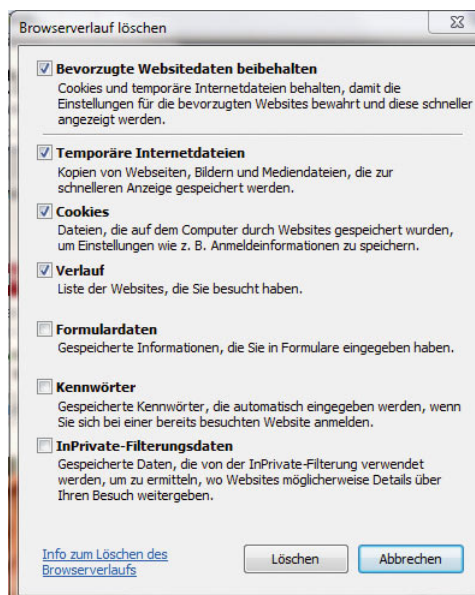 Browserverlauf löschen
Bevorzugte Websitedaten beibehalten
Cookies und temporäre Internetdateien behalten, damit die
Einstellungen für die bevorzugten Websites bewahrt und diese schneller
angezeigt werden.
Temporäre Internetdateien
Kopien von Webseiten, Bildern und Mediendateien, die zur
schnelleren Anzeige gespeichert werden.
Cookies
Dateien, die auf dem Computer durch Websites gespeichert wurden,
um Einstellungen wie z. B. Anmeldeinformationen zu speichern.
Verlauf
Liste der Websites, die Sie besucht haben.
Formulardaten
Gespeicherte Informationen, die Sie in Formulare eingegeben haben.
Kennwörter
Gespeicherte Kennwörter, die automatisch eingegeben werden, wenn
Sie sich bei einer bereits besuchten Website anmelden.
InPrivate-Filterungsdaten
Gespeicherte Daten, die von der InPrivate-Filterung verwendet
werden, um zu ermitteln, wo Websites möglicherweise Details über
Ihren Besuch weitergeben.
Info zum Löschen des
Browserverlaufs
Löschen
Abbrechen